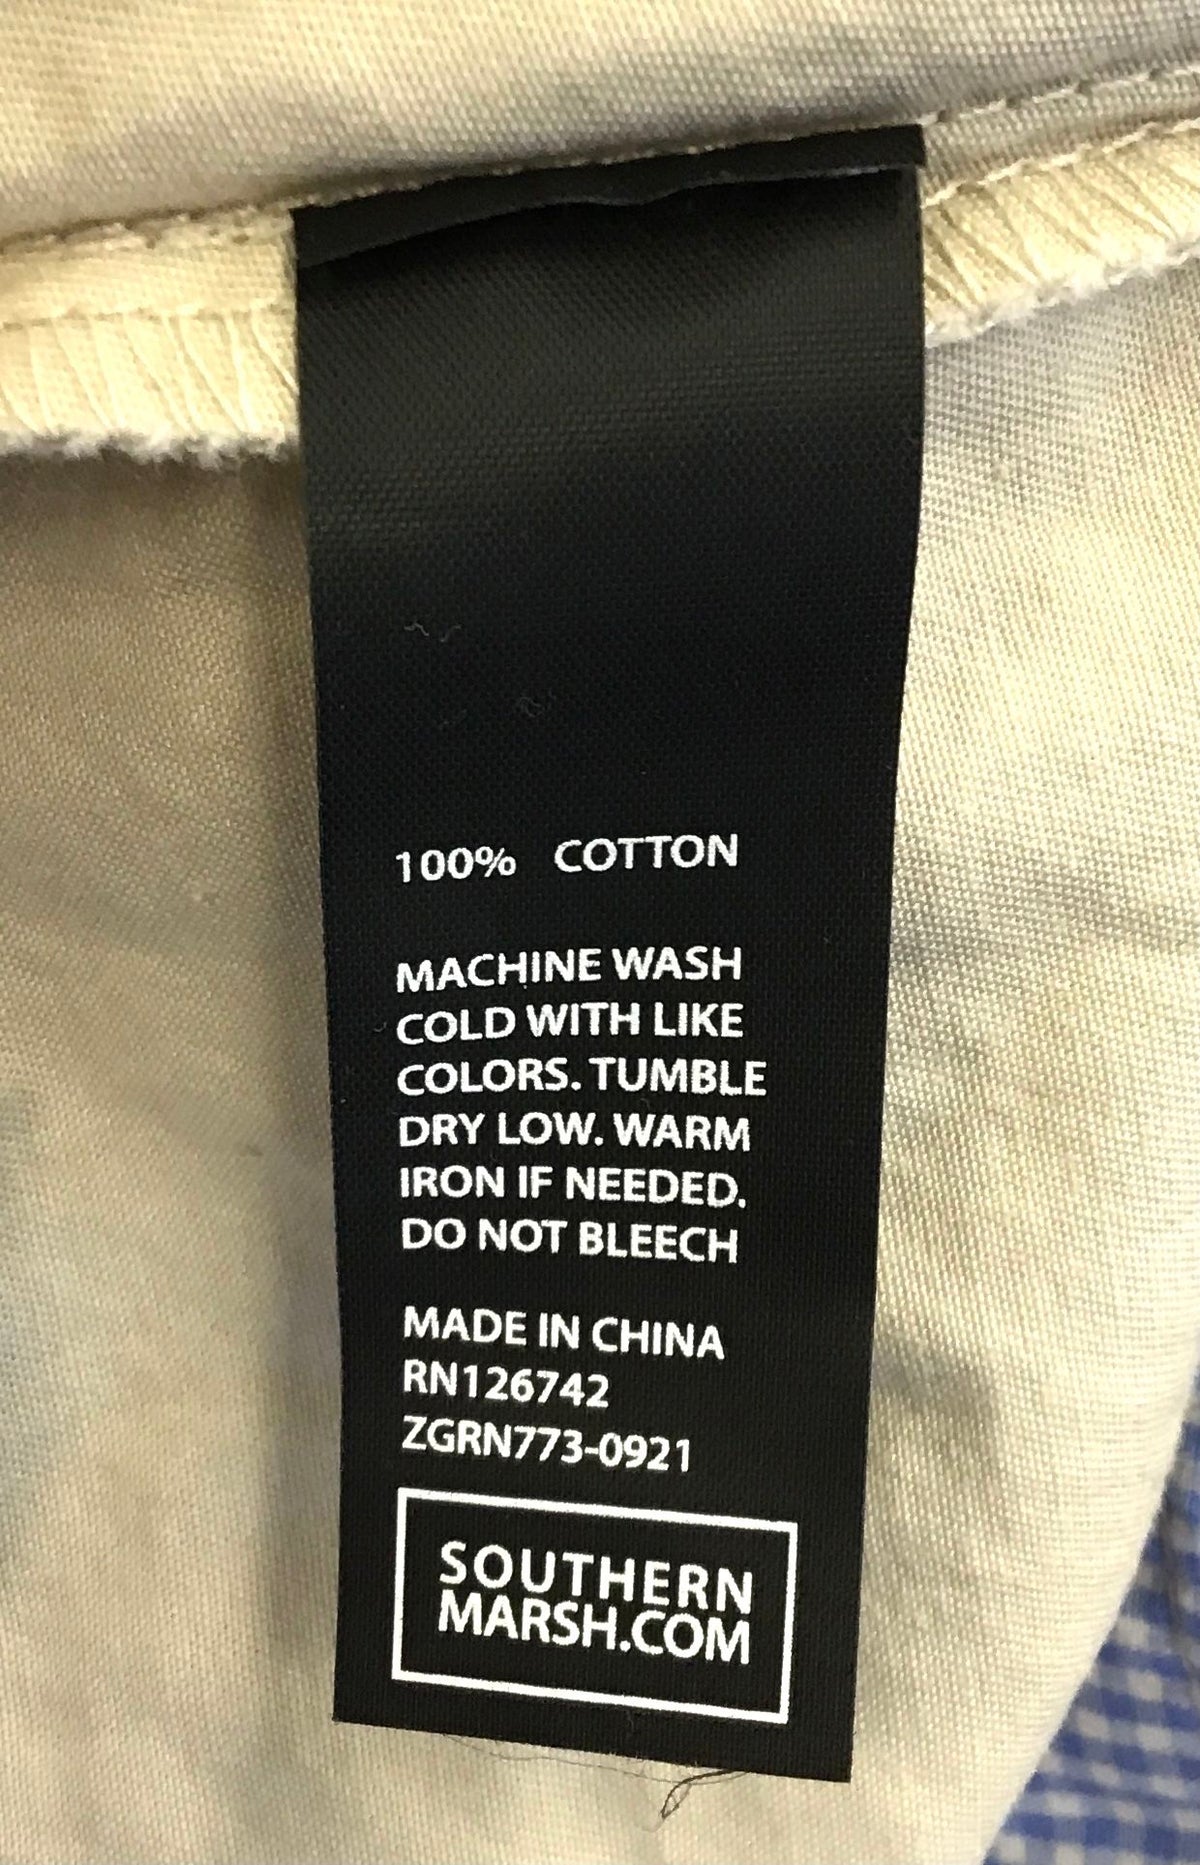 100% COTTON
MACHINE WASH
COLD WITH LIKE
COLORS. TUMBLE
DRY LOW. WARM
IRON IF NEEDED.
DO NOT BLEECH
MADE IN CHINA
RN126742
ZGRN773-0921
SOUTHERN
MARSH.COM